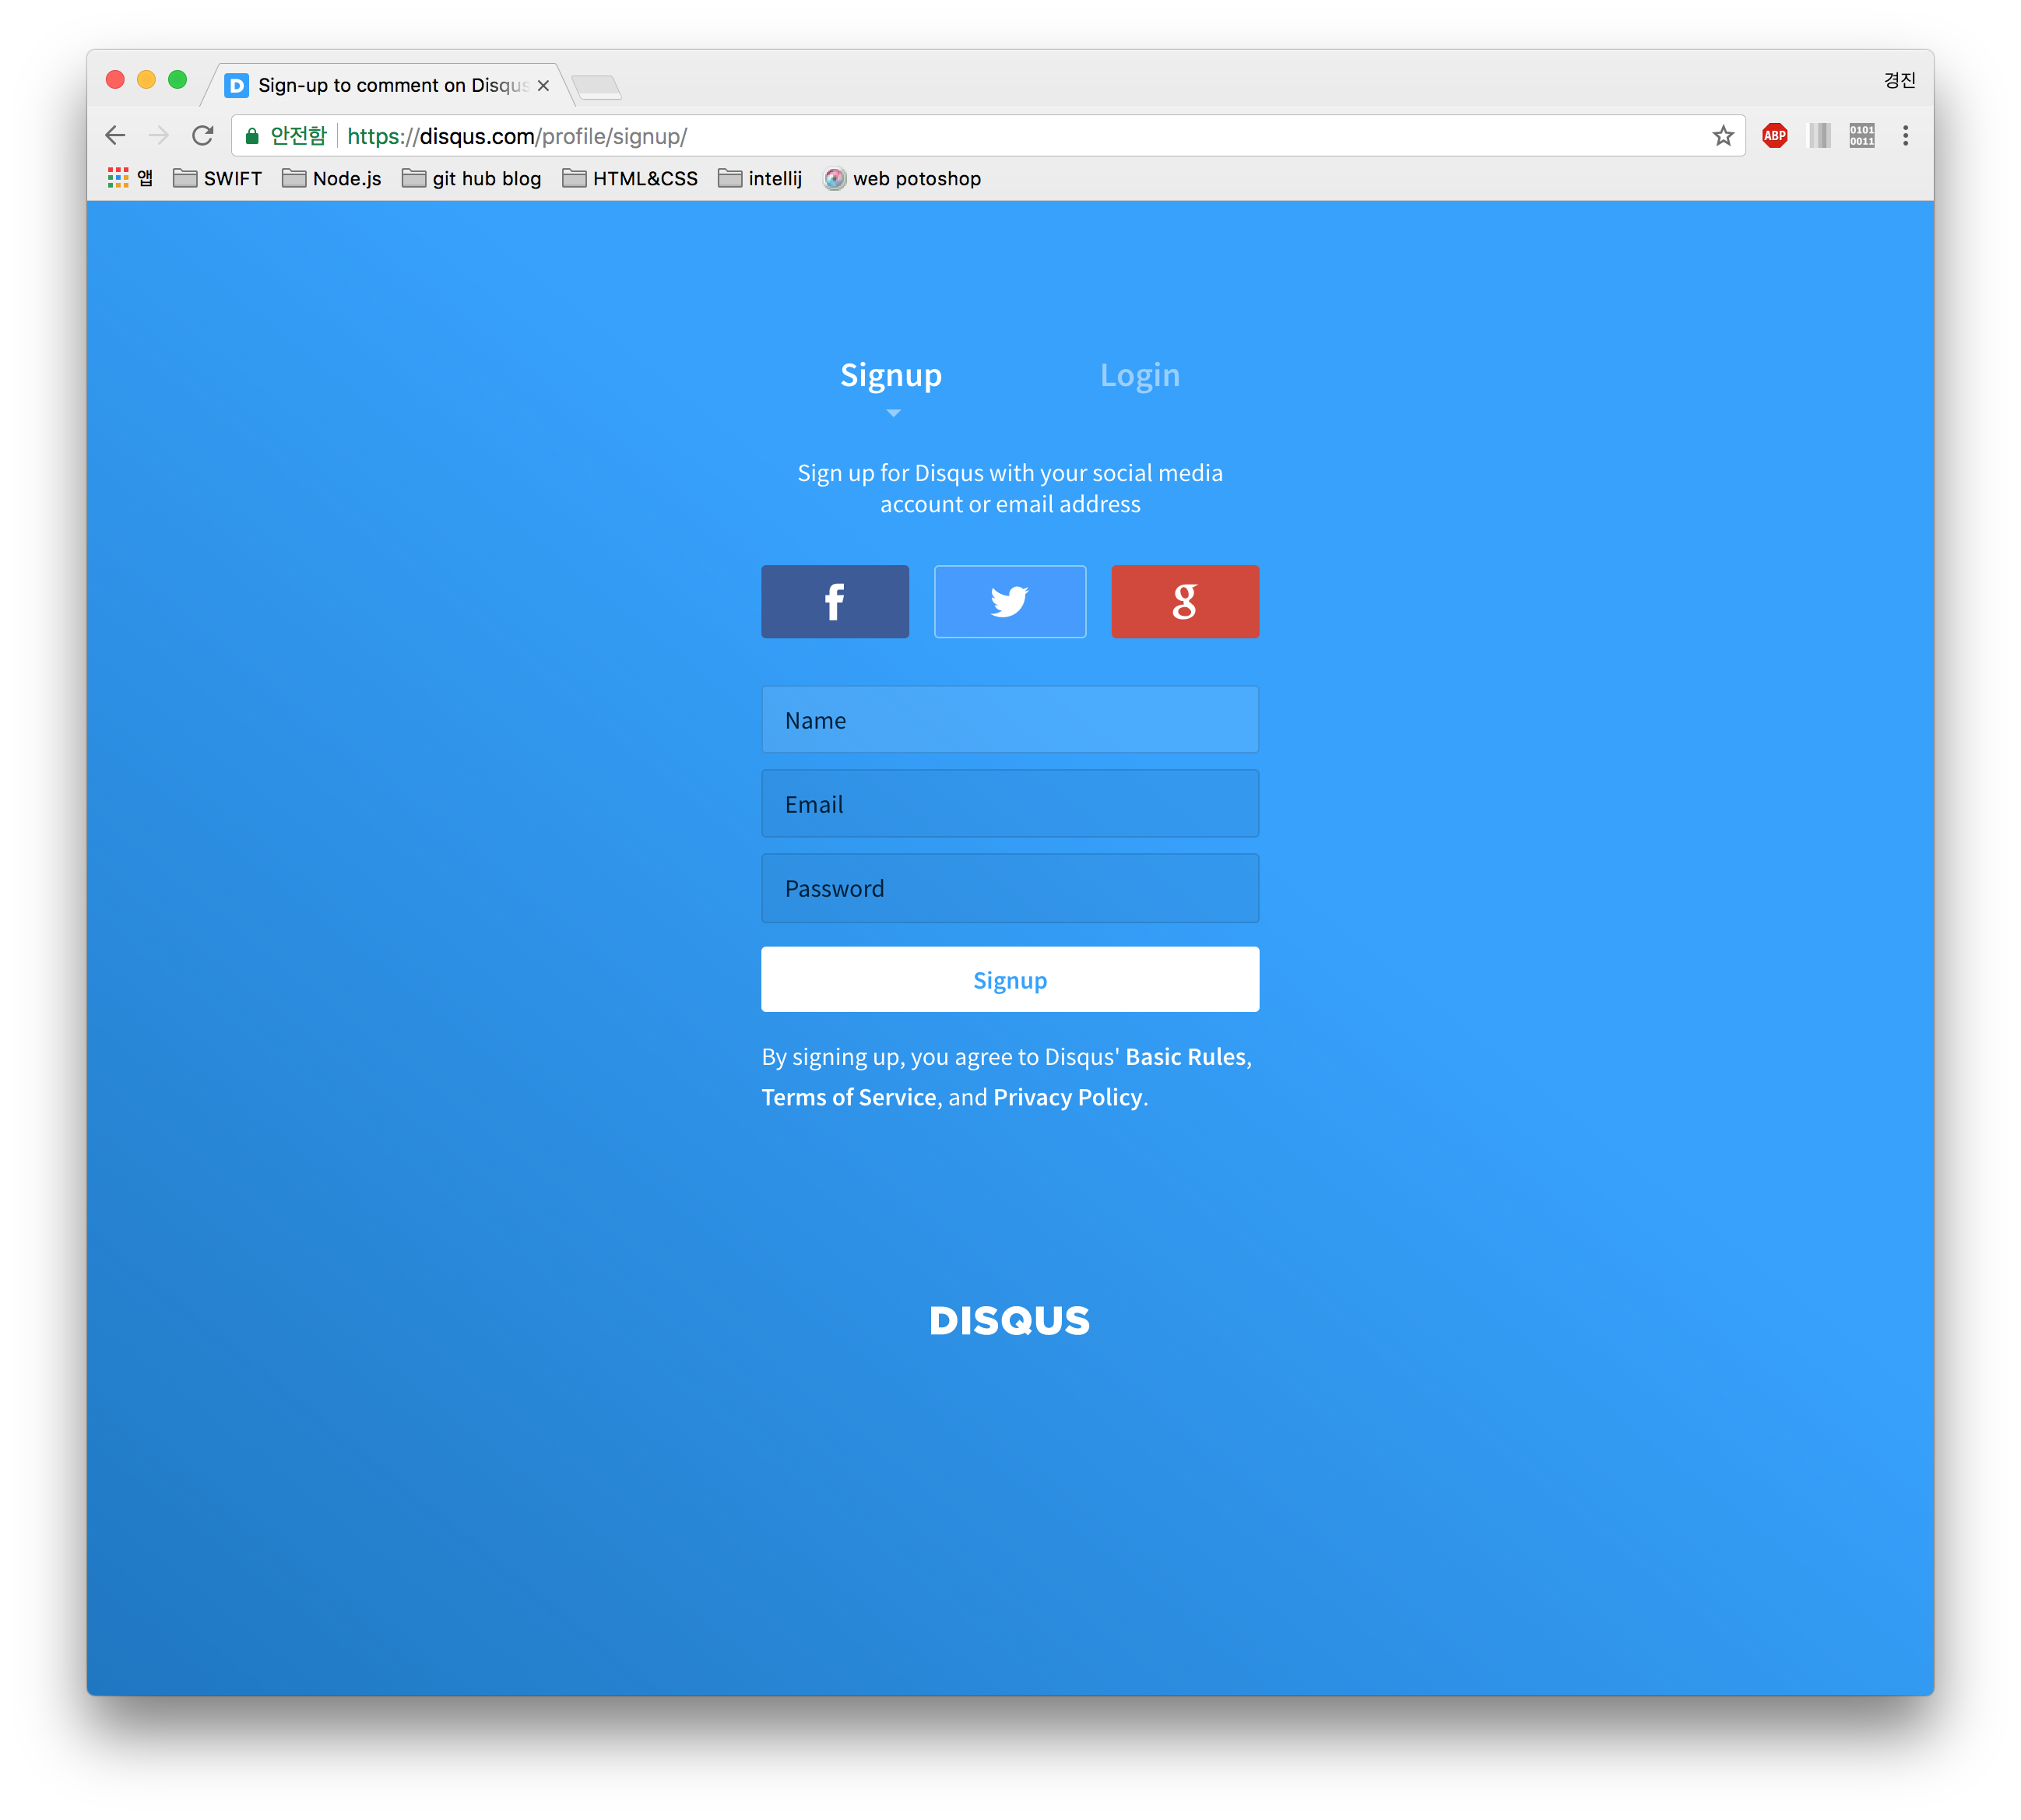 Sign-up to comment on Disqus
경진
안전함 https://disqus.com/profile/signup/
ABP
0101
0011
앱 SWIFT Node.js git hub blog HTML&CSS intellij web potoshop
Signup Login
Sign up for Disqus with your social media
account or email address
Name
Email
Password
Signup
By signing up, you agree to Disqus' Basic Rules,
Terms of Service, and Privacy Policy.
DISQUS